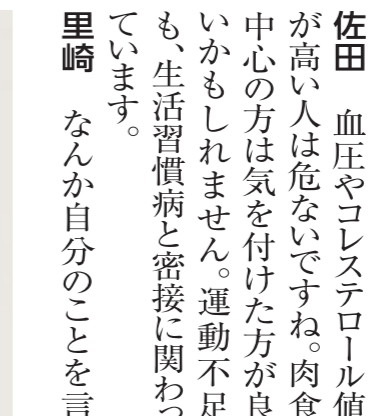 佐田　血圧やコレステロール値
が高い人は危ないですね。肉食
中心の方は気を付けた方が良
いかもしれません。運動不足
も、生活習慣病と密接に関わっ
ています。
里崎　なんか自分のことを言